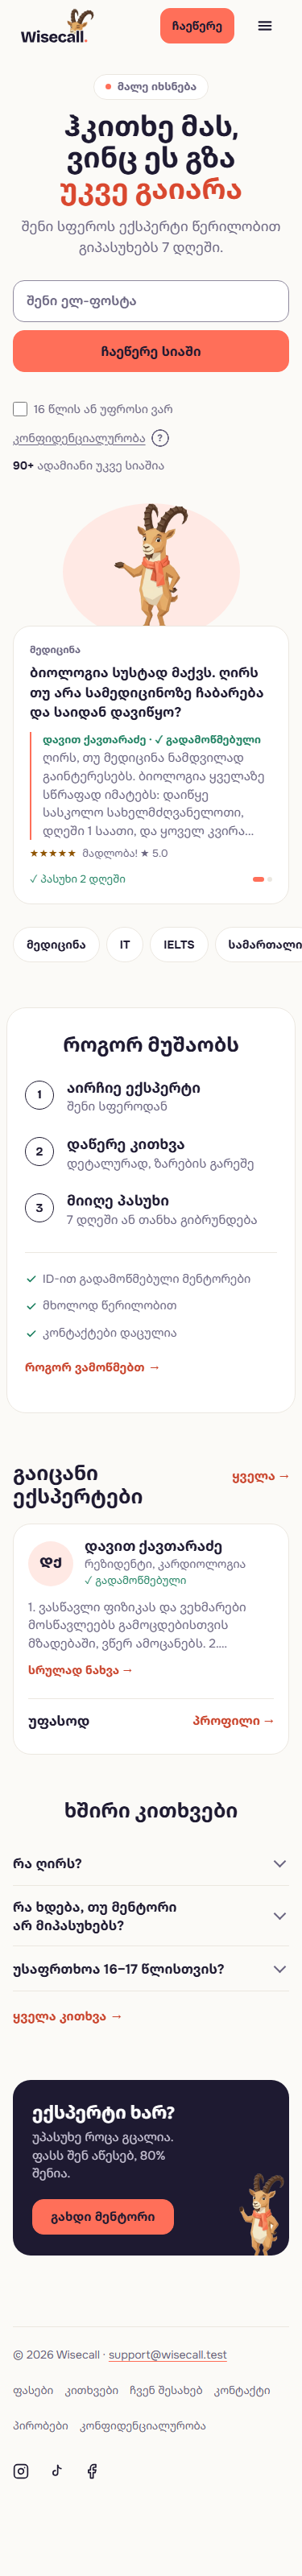 Wisecall.
ჩაეწერე
მალე იხსნება
ჰკითხე მას,
ვინც ეს გზა
უკვე გაიარა
შენი სფეროს ექსპერტი წერილობით
გიპასუხებს 7 დღეში.
შენი ელ-ფოსტა
ჩაეწერე სიაში
16 წლის ან უფროსი ვარ
კონფიდენციალურობა ?
90+ ადამიანი უკვე სიაშია
მედიცინა
ბიოლოგია სუსტად მაქვს. ღირს
თუ არა სამედიცინოზე ჩაბარება
და საიდან დავიწყო?
დავით ქავთარაძე · ✓ გადამოწმებული
ღირს, თუ მედიცინა ნამდვილად
გაინტერესებს. ბიოლოგია ყველაზე
სწრაფად იმატებს: დაიწყე
სასკოლო სახელმძღვანელოთი,
დღეში 1 საათი, და ყოველ კვირა...
★★★★★ მადლობა! ★ 5.0
✓ პასუხი 2 დღეში
მედიცინა
IT
IELTS
სამართალი
როგორ მუშაობს
1 აირჩიე ექსპერტი
შენი სფეროდან
2 დაწერე კითხვა
დეტალურად, ზარების გარეშე
3 მიიღე პასუხი
7 დღეში ან თანხა გიბრუნდება
✓ ID-ით გადამოწმებული მენტორები
✓ მხოლოდ წერილობით
✓ კონტაქტები დაცულია
როგორ ვამოწმებთ →
გაიცანი
ექსპერტები
ყველა →
დქ
დავით ქავთარაძე
რეზიდენტი, კარდიოლოგია
✓ გადამოწმებული
1. ვასწავლი ფიზიკას და ვეხმარები
მოსწავლეებს გამოცდებისთვის
მზადებაში, ვწერ ამოცანებს. 2....
სრულად ნახვა →
უფასოდ
პროფილი →
ხშირი კითხვები
რა ღირს?
რა ხდება, თუ მენტორი
არ მიპასუხებს?
უსაფრთხოა 16–17 წლისთვის?
ყველა კითხვა →
ექსპერტი ხარ?
უპასუხე როცა გცალია.
ფასს შენ აწესებ, 80%
შენია.
გახდი მენტორი
© 2026 Wisecall · support@wisecall.test
ფასები
კითხვები
ჩვენ შესახებ
კონტაქტი
პირობები
კონფიდენციალურობა